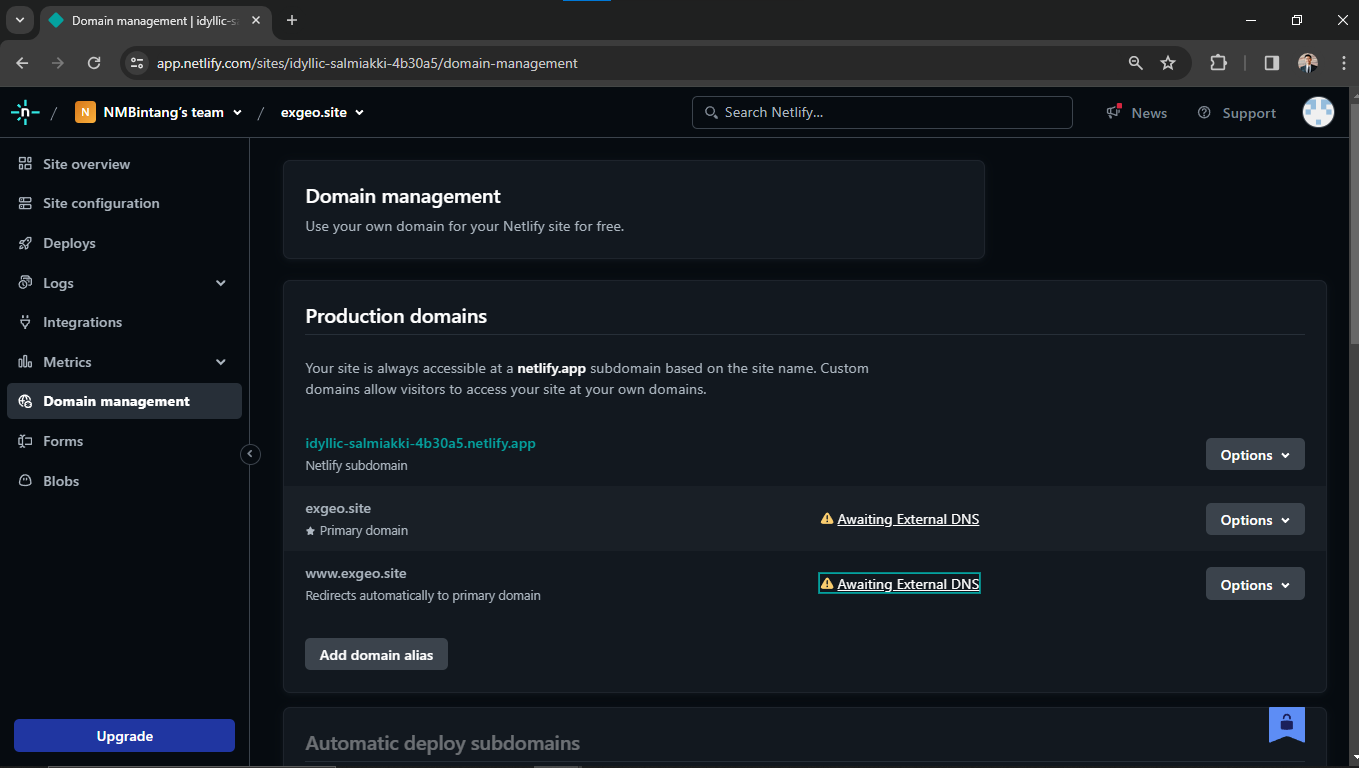 Domain management | idyllic-s
app.netlify.com/sites/idyllic-salmiakki-4b30a5/domain-management
N NMBintang's team / exgeo.site
Search Netlify...
News
Support
Site overview
Site configuration
Deploys
Logs
Integrations
Metrics
Domain management
Forms
Blobs
Upgrade
Domain management
Use your own domain for your Netlify site for free.
Production domains
Your site is always accessible at a netlify.app subdomain based on the site name. Custom
domains allow visitors to access your site at your own domains.
idyllic-salmiakki-4b30a5.netlify.app
Netlify subdomain
Options
exgeo.site
Primary domain
Awaiting External DNS
Options
www.exgeo.site
Redirects automatically to primary domain
Awaiting External DNS
Options
Add domain alias
Automatic deploy subdomains